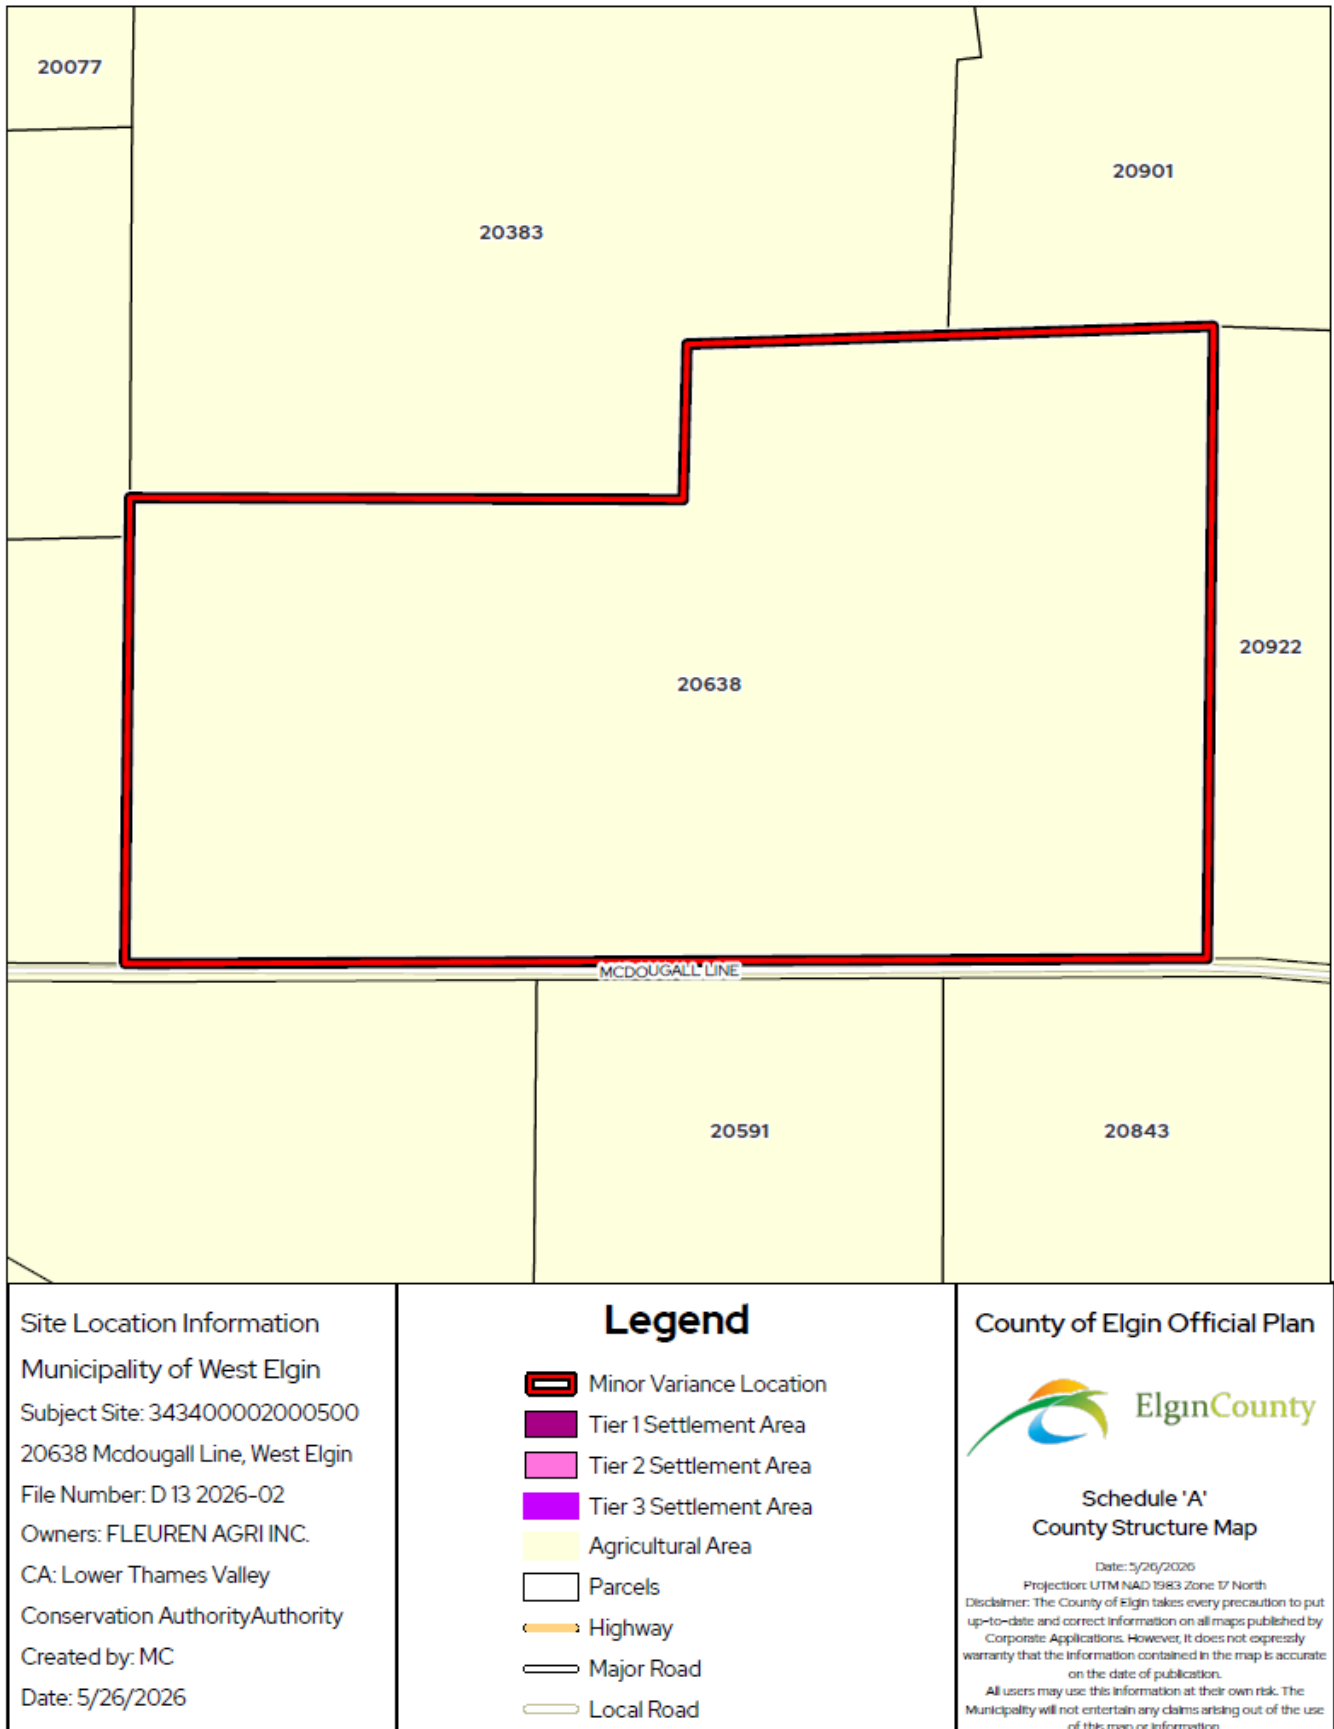 20077
20901
20383
20922
20638
MCDOUGALL LINE
20591
20843
Site Location Information
Municipality of West Elgin
Subject Site: 343400002000500
20638 Mcdougall Line, West Elgin
File Number: D 13 2026-02
Owners: FLEUREN AGRI INC.
CA: Lower Thames Valley
Conservation AuthorityAuthority
Created by: MC
Date: 5/26/2026
Legend
Minor Variance Location
Tier 1 Settlement Area
Tier 2 Settlement Area
Tier 3 Settlement Area
Agricultural Area
Parcels
Highway
Major Road
Local Road
County of Elgin Official Plan
ElginCounty
Schedule 'A'
County Structure Map
Date: 5/26/2026
Projection: UTM NAD 1983 Zone 17 North
Disclaimer: The County of Elgin takes every precaution to put
up-to-date and correct information on all maps published by
Corporate Applications. However, it does not expressly
warranty that the information contained in the map is accurate
on the date of publication.
All users may use this information at their own risk. The
Municipality will not entertain any claims arising out of the use
of this map or information.